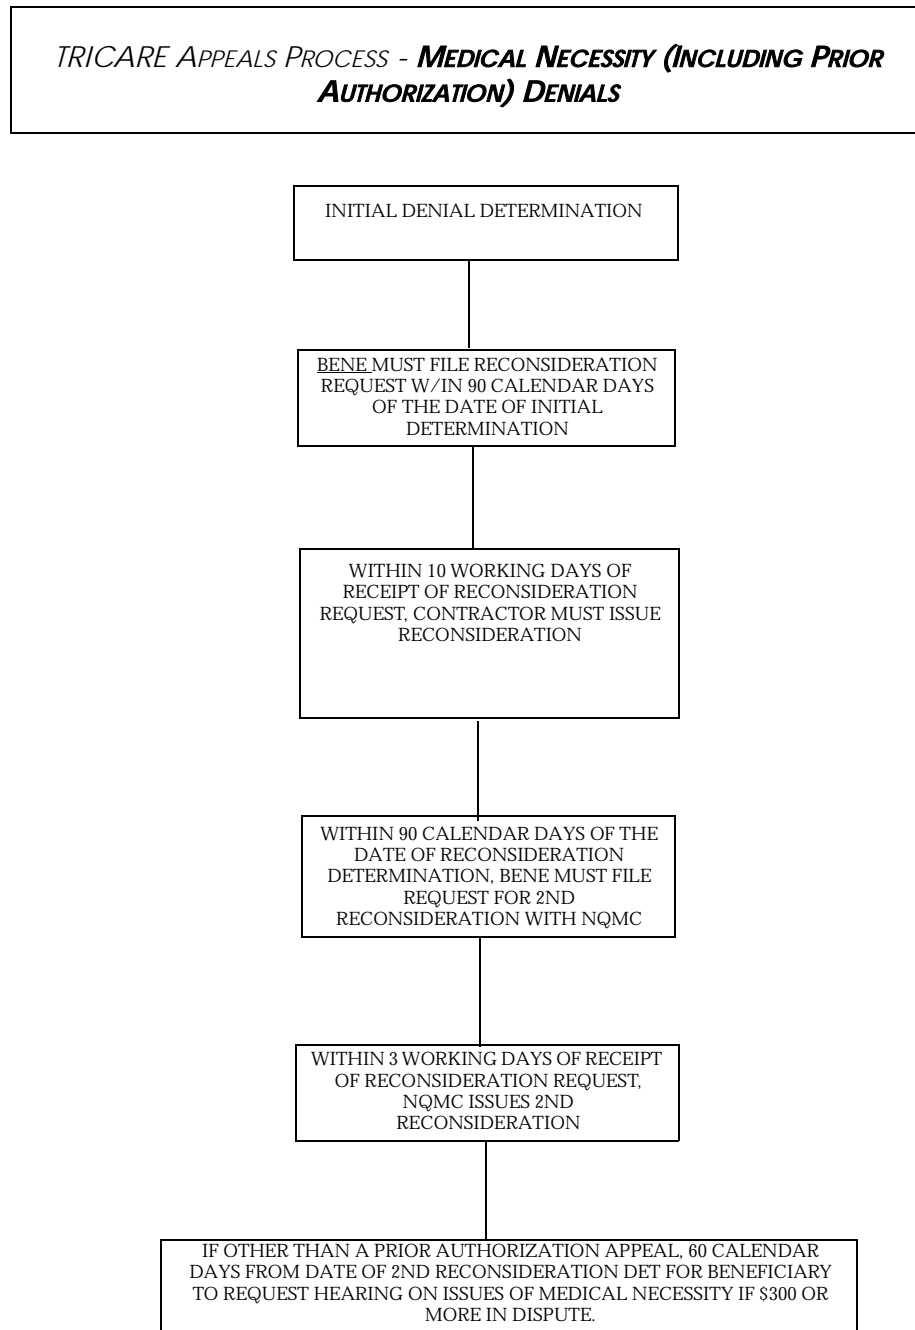 TRICARE APPEALS PROCESS - MEDICAL NECESSITY (INCLUDING PRIOR
AUTHORIZATION) DENIALS
INITIAL DENIAL DETERMINATION
BENE MUST FILE RECONSIDERATION
REQUEST W/IN 90 CALENDAR DAYS
OF THE DATE OF INITIAL
DETERMINATION
WITHIN 10 WORKING DAYS OF
RECEIPT OF RECONSIDERATION
REQUEST, CONTRACTOR MUST ISSUE
RECONSIDERATION
WITHIN 90 CALENDAR DAYS OF THE
DATE OF RECONSIDERATION
DETERMINATION, BENE MUST FILE
REQUEST FOR 2ND
RECONSIDERATION WITH NQMC
WITHIN 3 WORKING DAYS OF RECEIPT
OF RECONSIDERATION REQUEST,
NQMC ISSUES 2ND
RECONSIDERATION
IF OTHER THAN A PRIOR AUTHORIZATION APPEAL, 60 CALENDAR
DAYS FROM DATE OF 2ND RECONSIDERATION DET FOR BENEFICIARY
TO REQUEST HEARING ON ISSUES OF MEDICAL NECESSITY IF $300 OR
MORE IN DISPUTE.